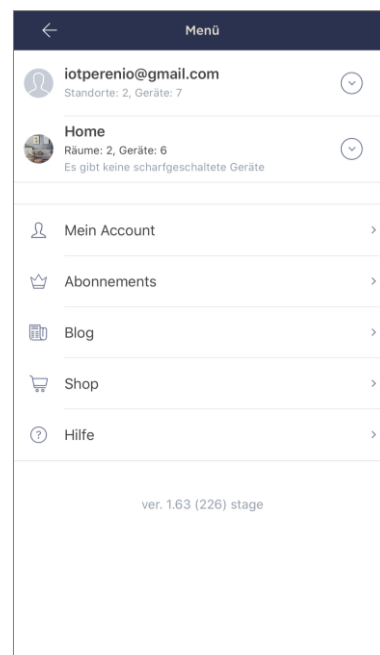 Menü
iotperenio@gmail.com
Standorte: 2, Geräte: 7
Home
Räume: 2, Geräte: 6
Es gibt keine scharfgeschaltete Geräte
Mein Account
Abonnements
Blog
Shop
Hilfe
ver. 1.63 (226) stage